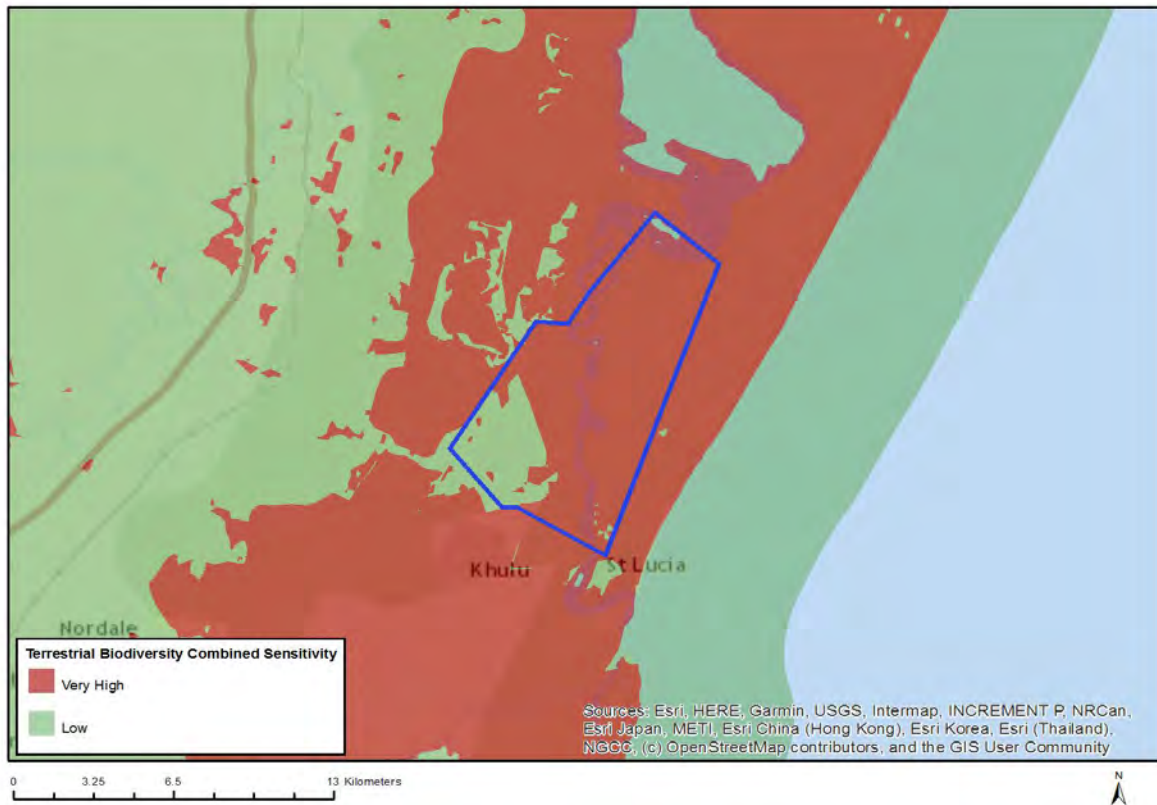 Khulu
St Lucia
Nordale
Terrestrial Biodiversity Combined Sensitivity
Very High
Low
Sources: Esri, HERE, Garmin, USGS, Intermap, INCREMENT P, NRCan,
Esri Japan, METI, Esri China (Hong Kong), Esri Korea, Esri (Thailand),
NGCC, (c) OpenStreetMap contributors, and the GIS User Community
0 3.25 6.5 13 Kilometers
N